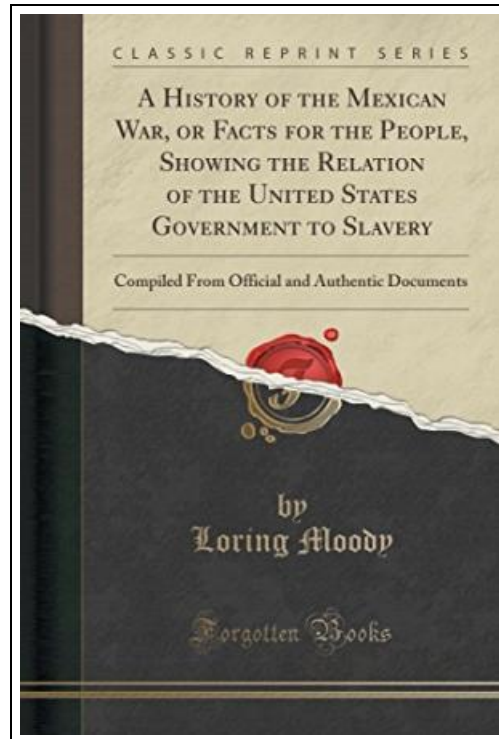 CLASSIC REPRINT SERIES
A HISTORY OF THE MEXICAN
WAR, OR FACTS FOR THE PEOPLE,
SHOWING THE RELATION
OF THE UNITED STATES
GOVERNMENT TO SLAVERY
Compiled From Official and Authentic Documents
by
Loring Moody
Forgotten Books